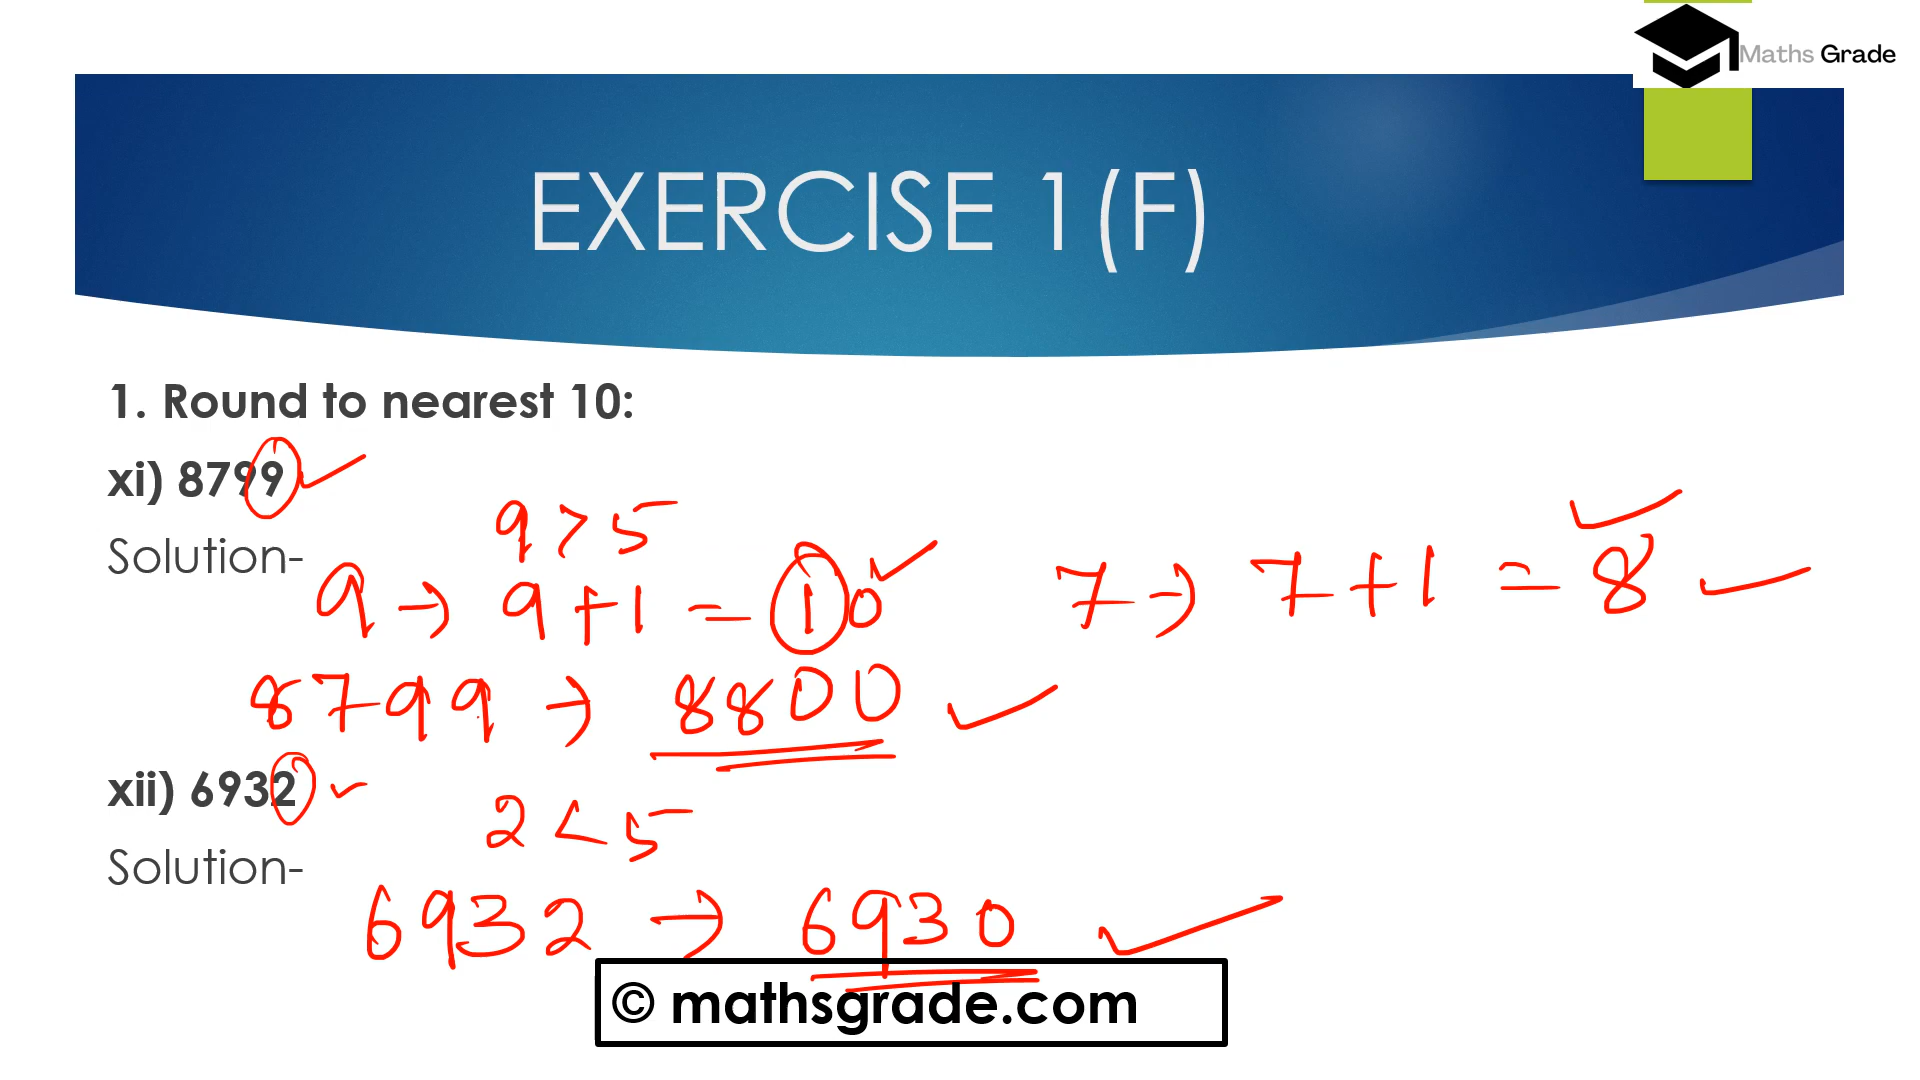 Maths Grade
EXERCISE 1(F)
1. Round to nearest 10:
xi) 8799
9 > 5
Solution-
9 → 9 + 1 = 10
7 → 7 + 1 = 8
8799 → 8800
xii) 6932
2 < 5
Solution-
6932 → 6930
© mathsgrade.com